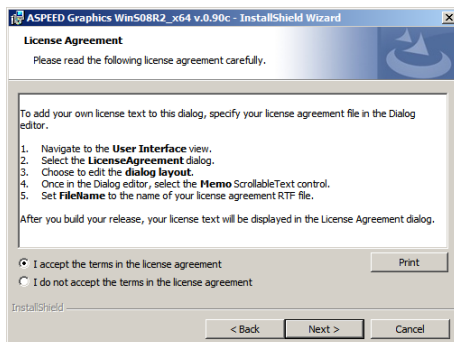 ASPEED Graphics WinS08R2_x64 v.0.90c - InstallShield Wizard
License Agreement
Please read the following license agreement carefully.
To add your own license text to this dialog, specify your license agreement file in the Dialog
editor.
1. Navigate to the User Interface view.
2. Select the LicenseAgreement dialog.
3. Choose to edit the dialog layout.
4. Once in the Dialog editor, select the Memo ScrollableText control.
5. Set FileName to the name of your license agreement RTF file.
After you build your release, your license text will be displayed in the License Agreement dialog.
I accept the terms in the license agreement
Print
I do not accept the terms in the license agreement
InstallShield
< Back Next > Cancel